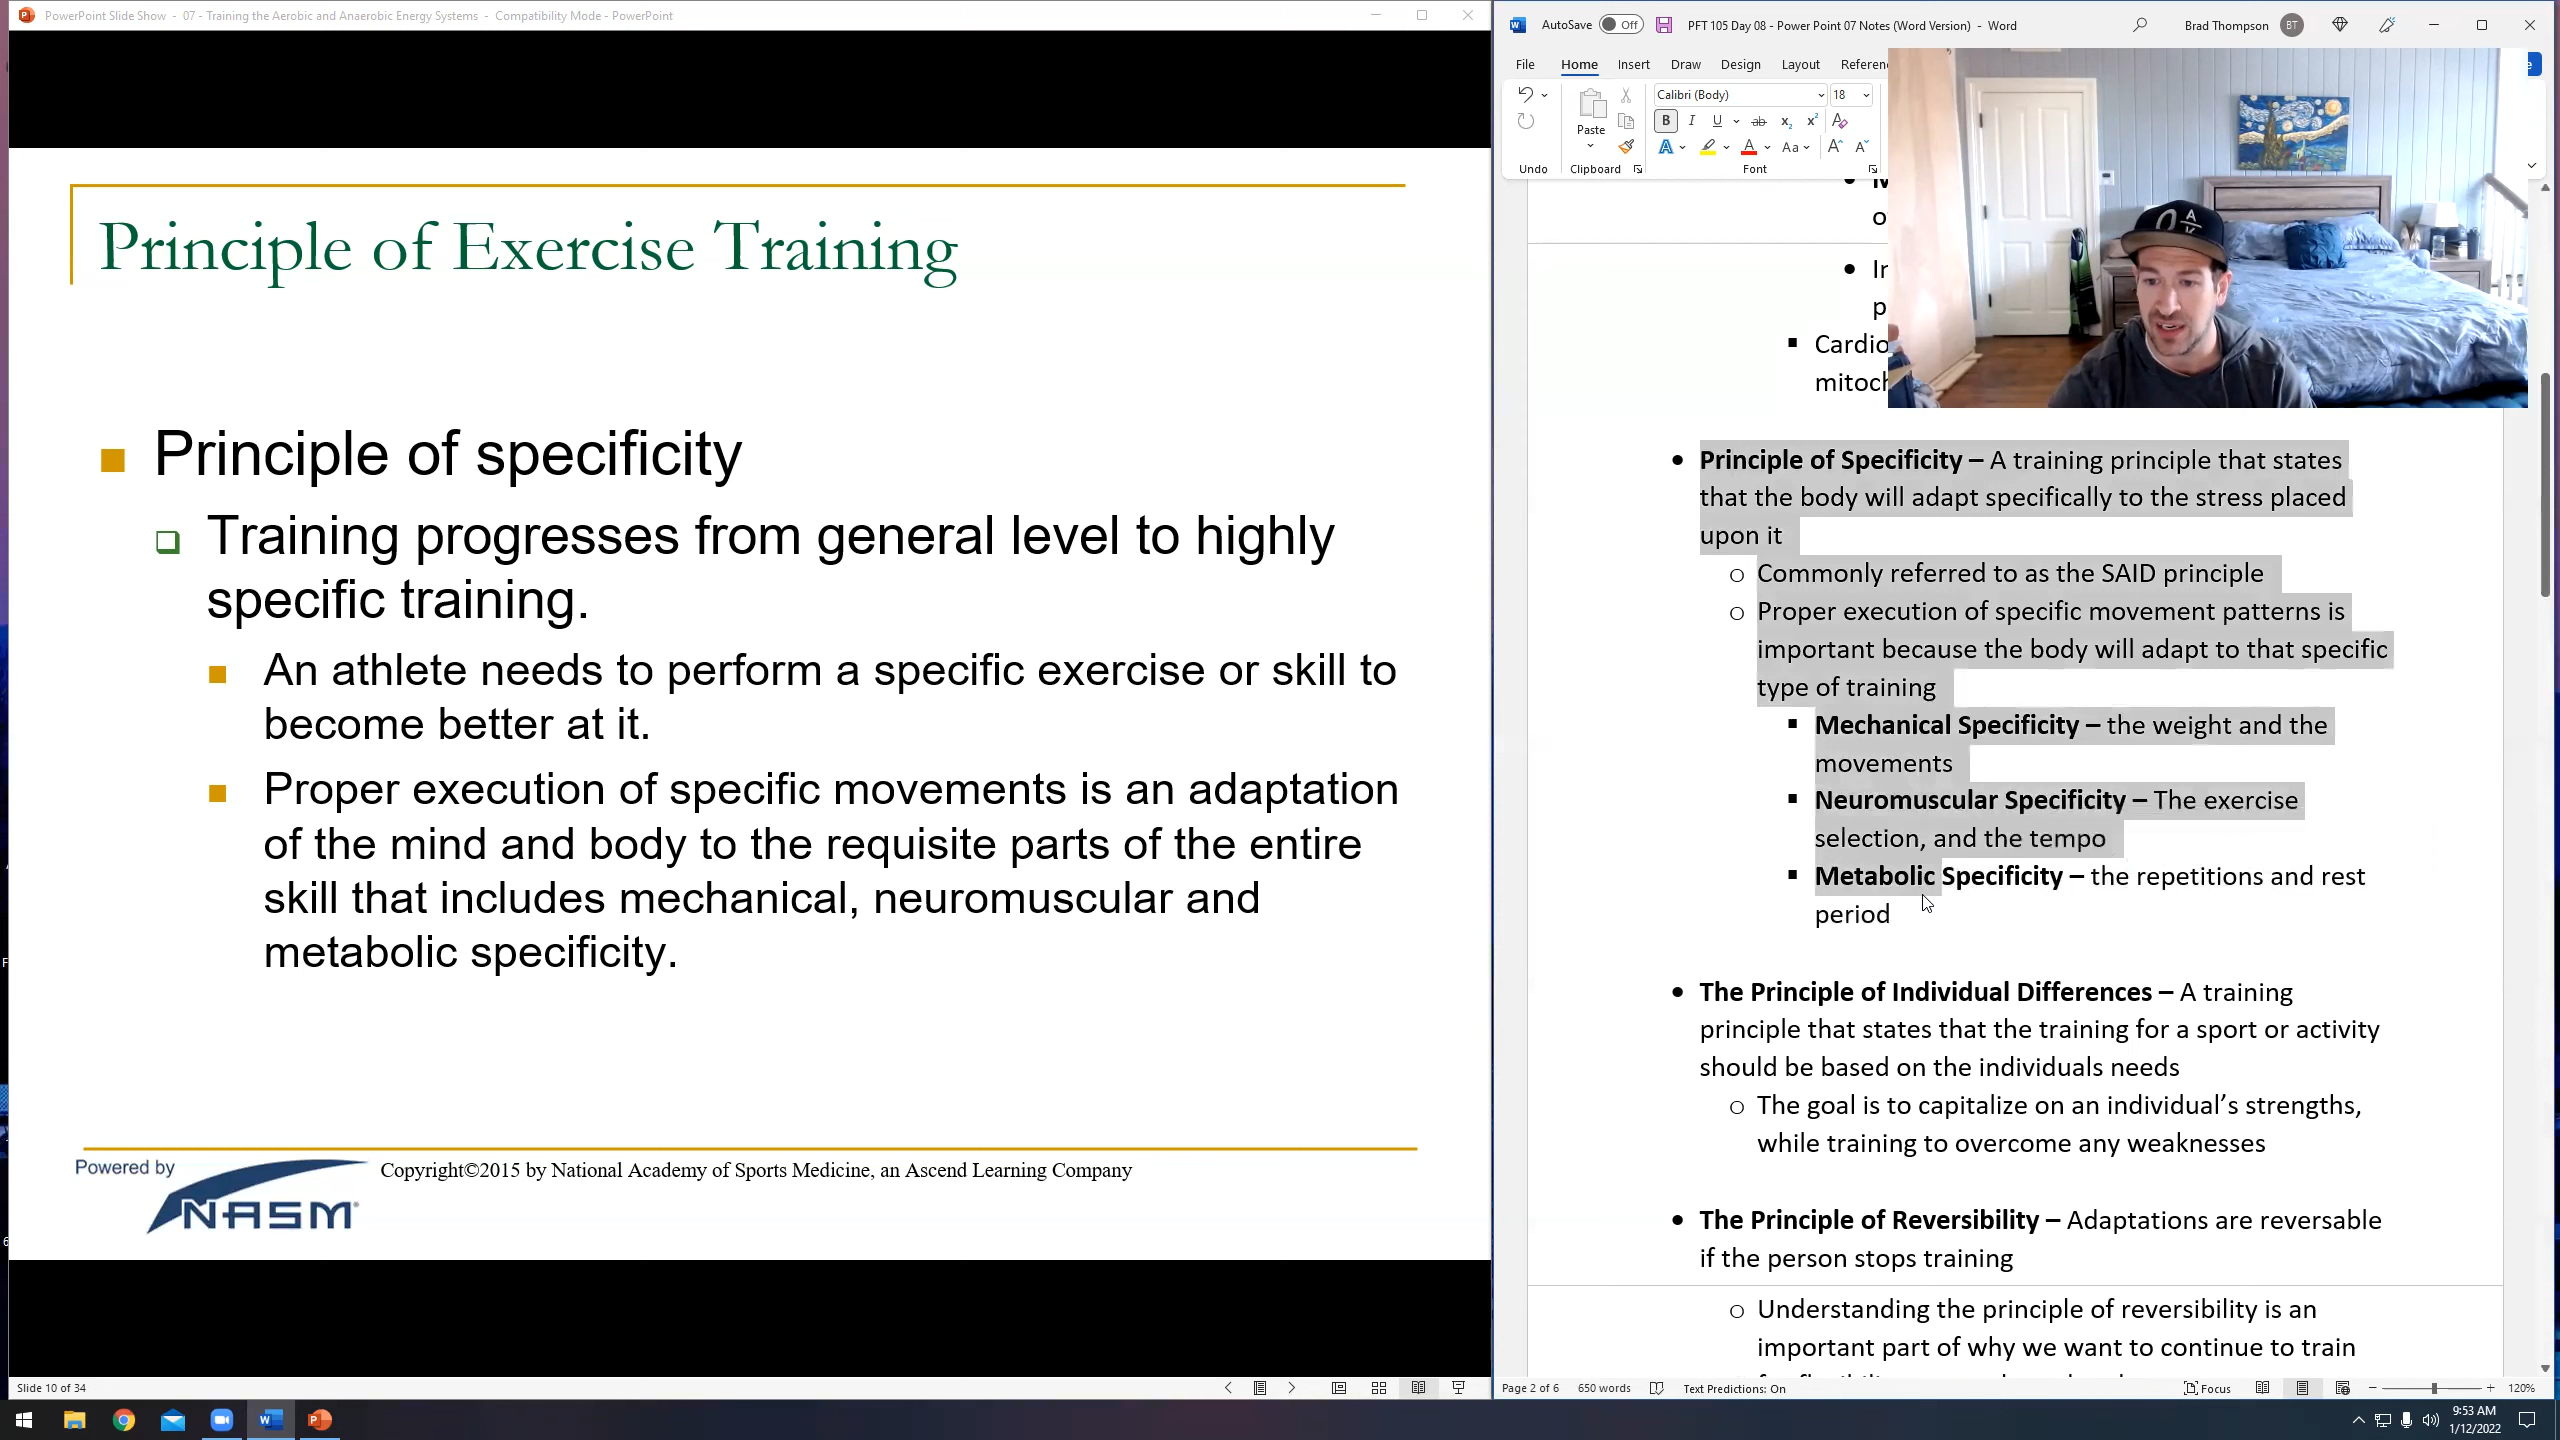 PowerPoint Slide Show - 07 - Training the Aerobic and Anaerobic Energy Systems - Compatibility Mode - PowerPoint
Principle of Exercise Training
Principle of specificity
Training progresses from general level to highly
specific training.
An athlete needs to perform a specific exercise or skill to
become better at it.
Proper execution of specific movements is an adaptation
of the mind and body to the requisite parts of the entire
skill that includes mechanical, neuromuscular and
metabolic specificity.
Powered by
NASM
Copyright©2015 by National Academy of Sports Medicine, an Ascend Learning Company
Slide 10 of 34
AutoSave Off PFT 105 Day 08 - Power Point 07 Notes (Word Version) - Word Brad Thompson BT
File Home Insert Draw Design Layout Referenc
Calibri (Body) 18
Paste
Undo Clipboard Font
o
In
p
Cardio
mitoch
Principle of Specificity – A training principle that states
that the body will adapt specifically to the stress placed
upon it
Commonly referred to as the SAID principle
Proper execution of specific movement patterns is
important because the body will adapt to that specific
type of training
Mechanical Specificity – the weight and the
movements
Neuromuscular Specificity – The exercise
selection, and the tempo
Metabolic Specificity – the repetitions and rest
period
The Principle of Individual Differences – A training
principle that states that the training for a sport or activity
should be based on the individuals needs
The goal is to capitalize on an individual’s strengths,
while training to overcome any weaknesses
The Principle of Reversibility – Adaptations are reversable
if the person stops training
Understanding the principle of reversibility is an
important part of why we want to continue to train
Page 2 of 6 650 words Text Predictions: On Focus 120%
9:53 AM
1/12/2022